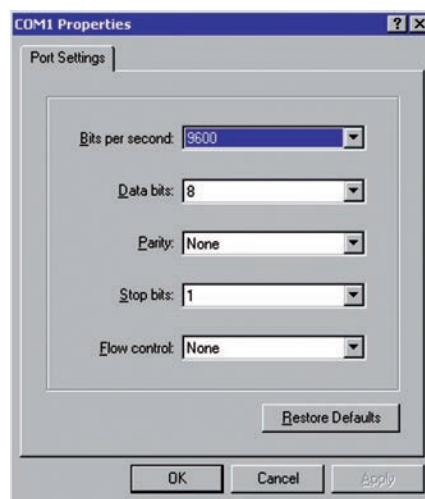 COM1 Properties
? X
Port Settings
Bits per second: 9600
Data bits: 8
Parity: None
Stop bits: 1
Flow control: None
Restore Defaults
OK Cancel Apply